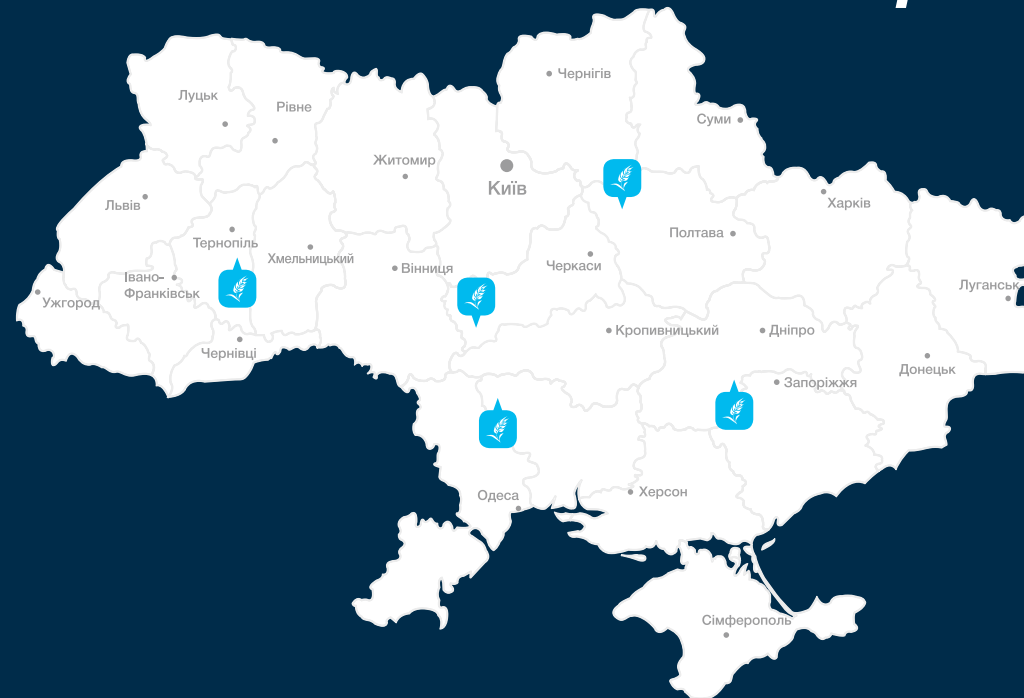 Чернігів
Луцьк
Рівне
Суми
Житомир
Київ
Харків
Львів
Полтава
Тернопіль
Хмельницький
Вінниця
Черкаси
Івано-
Франківськ
Луганськ
Ужгород
Кропивницький
Дніпро
Чернівці
Донецьк
Запоріжжя
Одеса
Херсон
Сімферополь